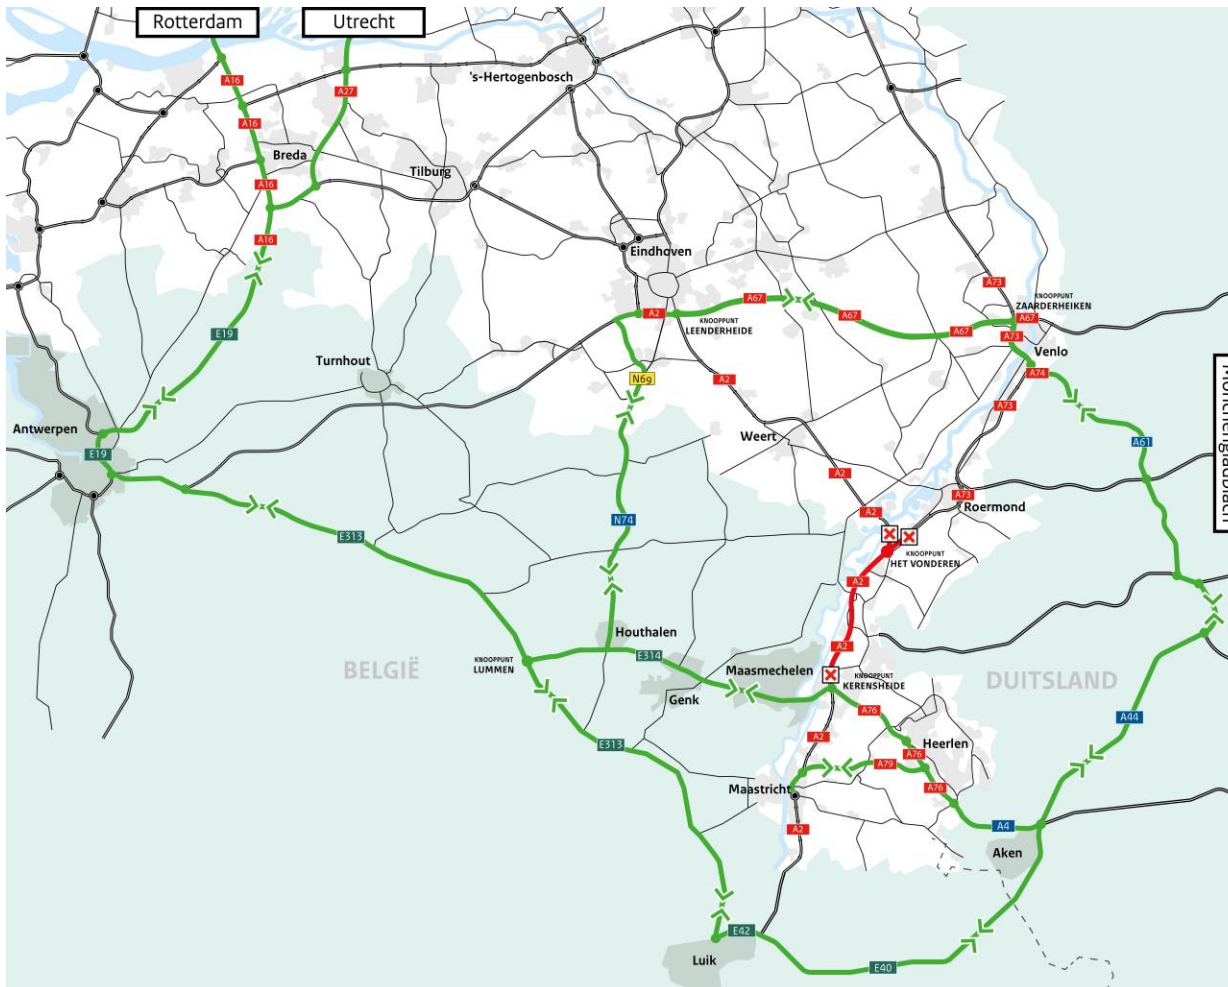 Rotterdam
Utrecht
A16
A27
's-Hertogenbosch
A16
Breda
Tilburg
A16
A16
Eindhoven
A73
KNOOPPUNT
ZAARDERHEIKEN
A67
A67
A2
A67
A67
A67
KNOOPPUNT
LEENDERHEIDE
E19
A73
Venlo
Turnhout
N69
A2
A74
Mönchengladbach
A73
Antwerpen
E19
Weert
A61
A2
A73
Roermond
A2
N74
E313
KNOOPPUNT
HET VONDEREN
A2
Houthalen
A2
E314
BELGIË
KNOOPPUNT
LUMMEN
Maasmechelen
KNOOPPUNT
KERENSHEIDE
DUITSLAND
Genk
A76
A44
A2
E313
Heerlen
A76
A79
Maastricht
A76
A2
A4
Aken
E42
Luik
E40